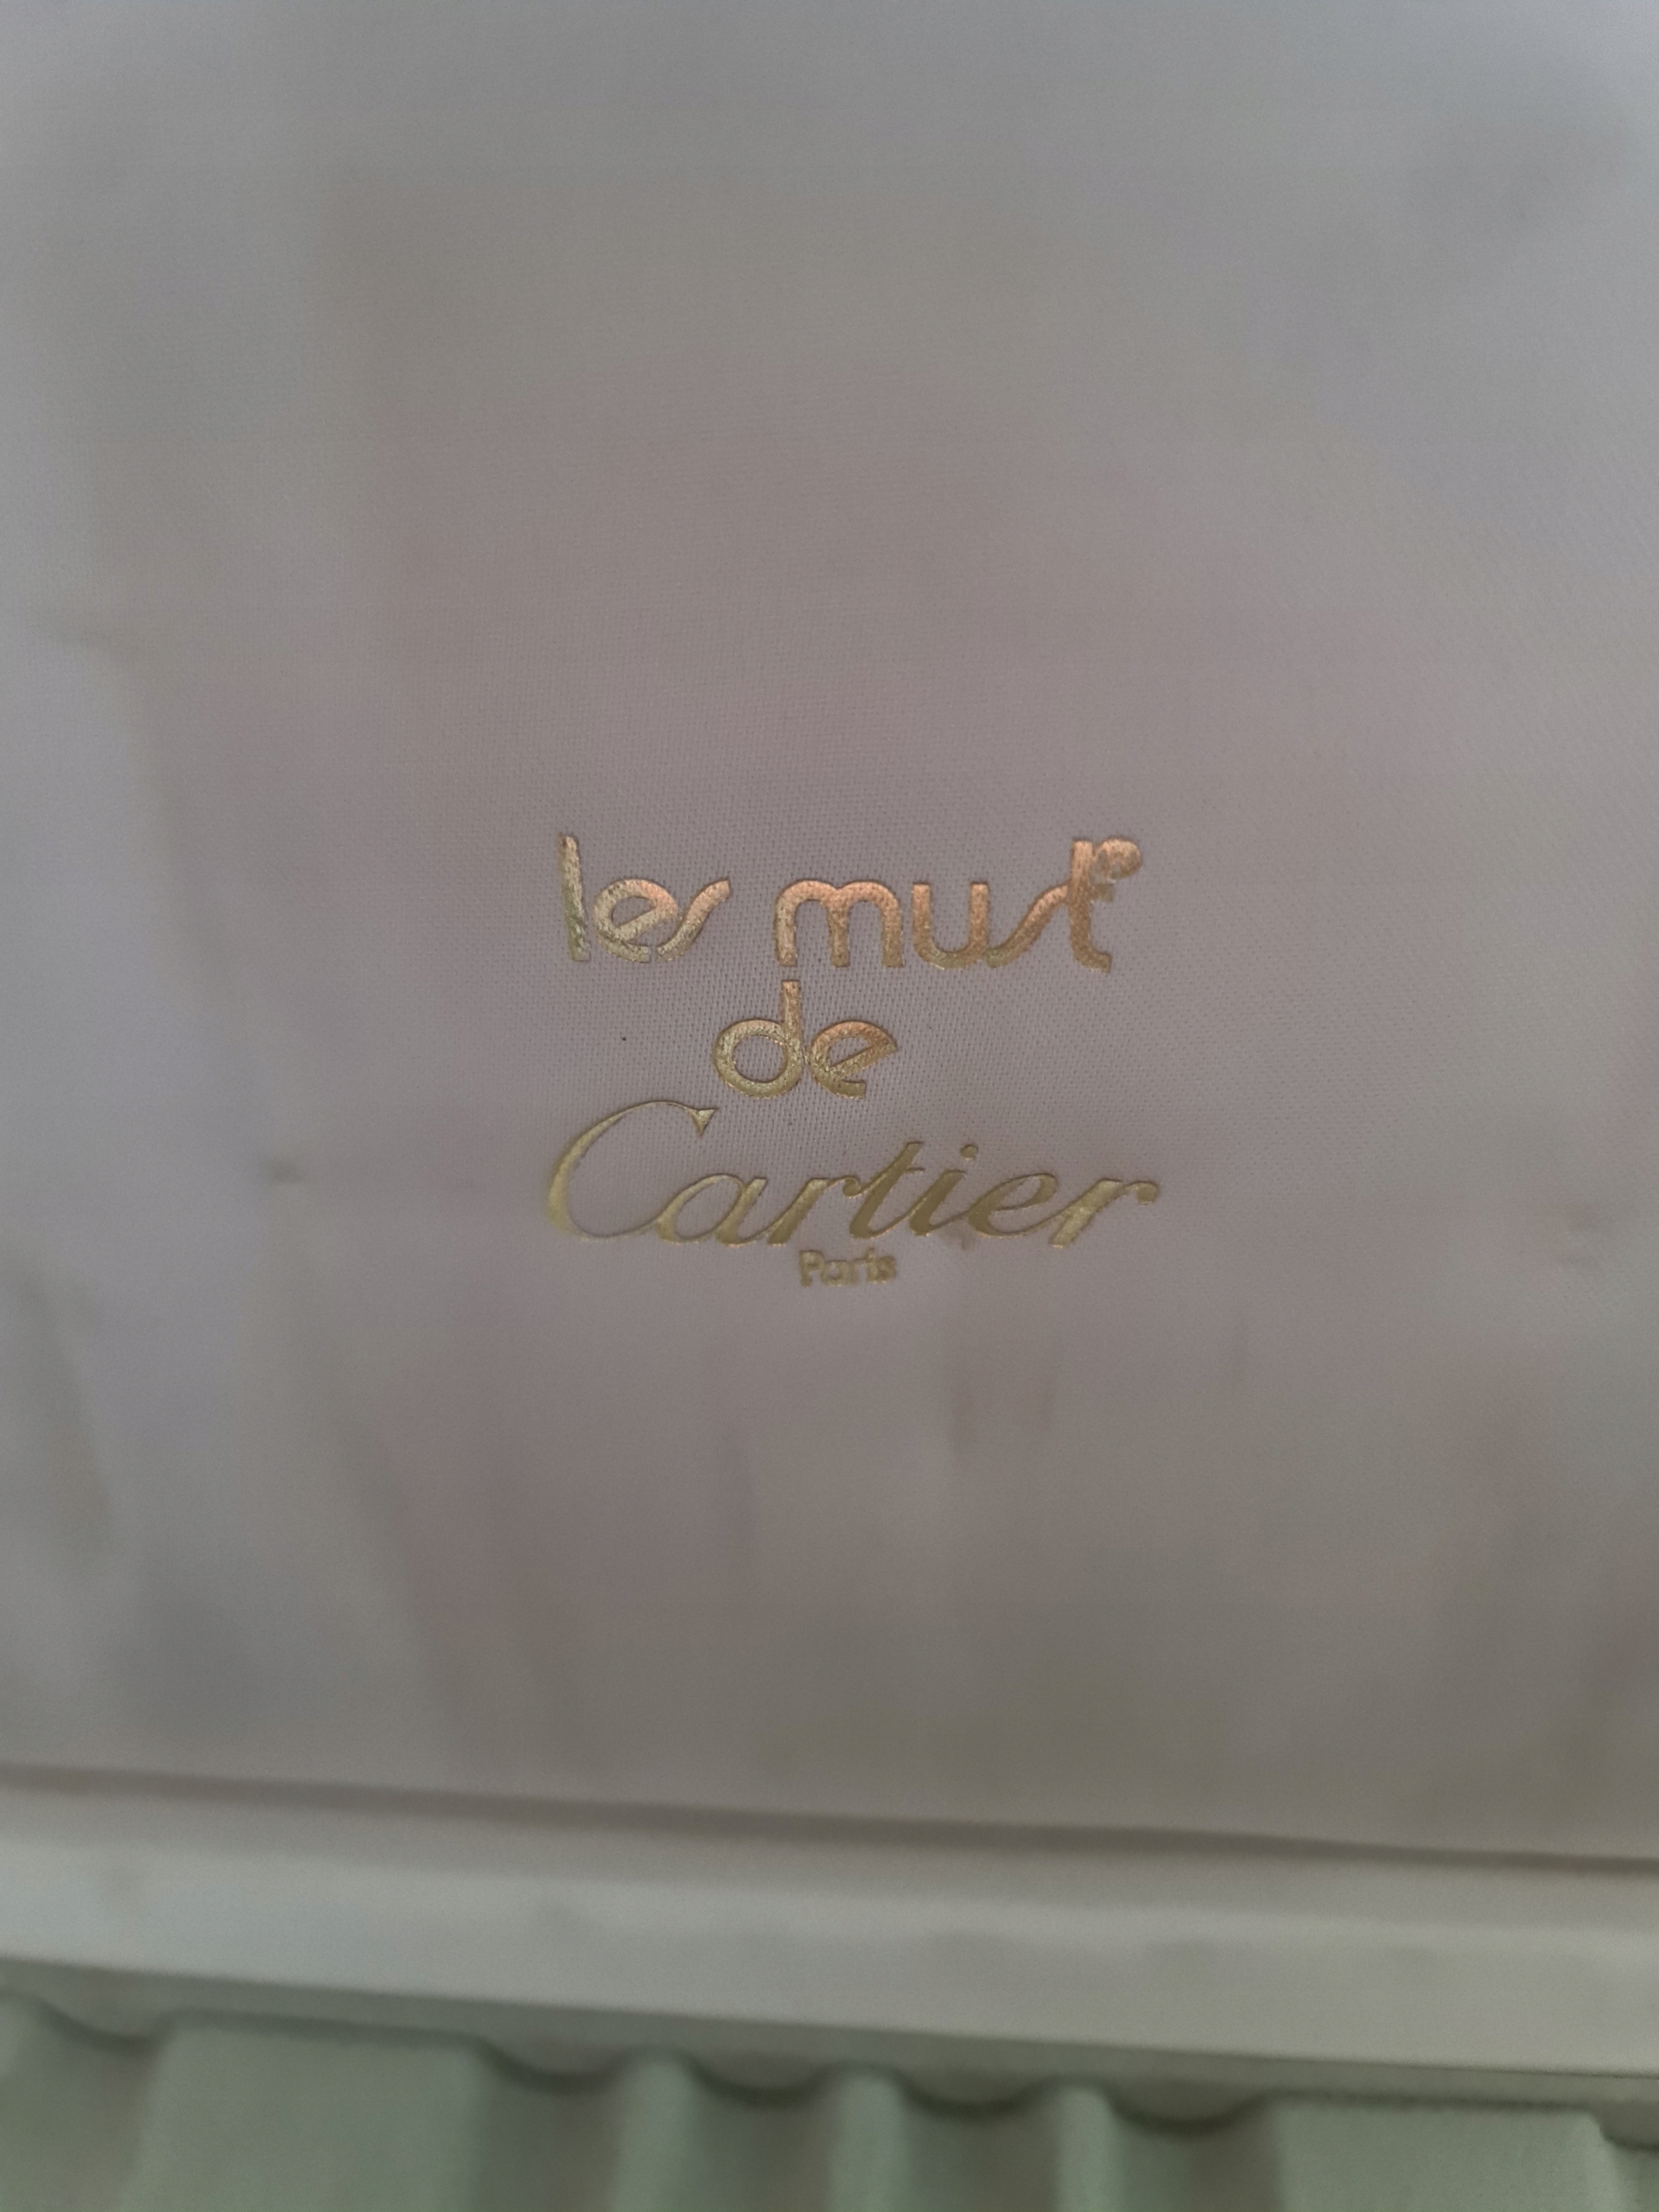 les must
de
Cartier
Paris